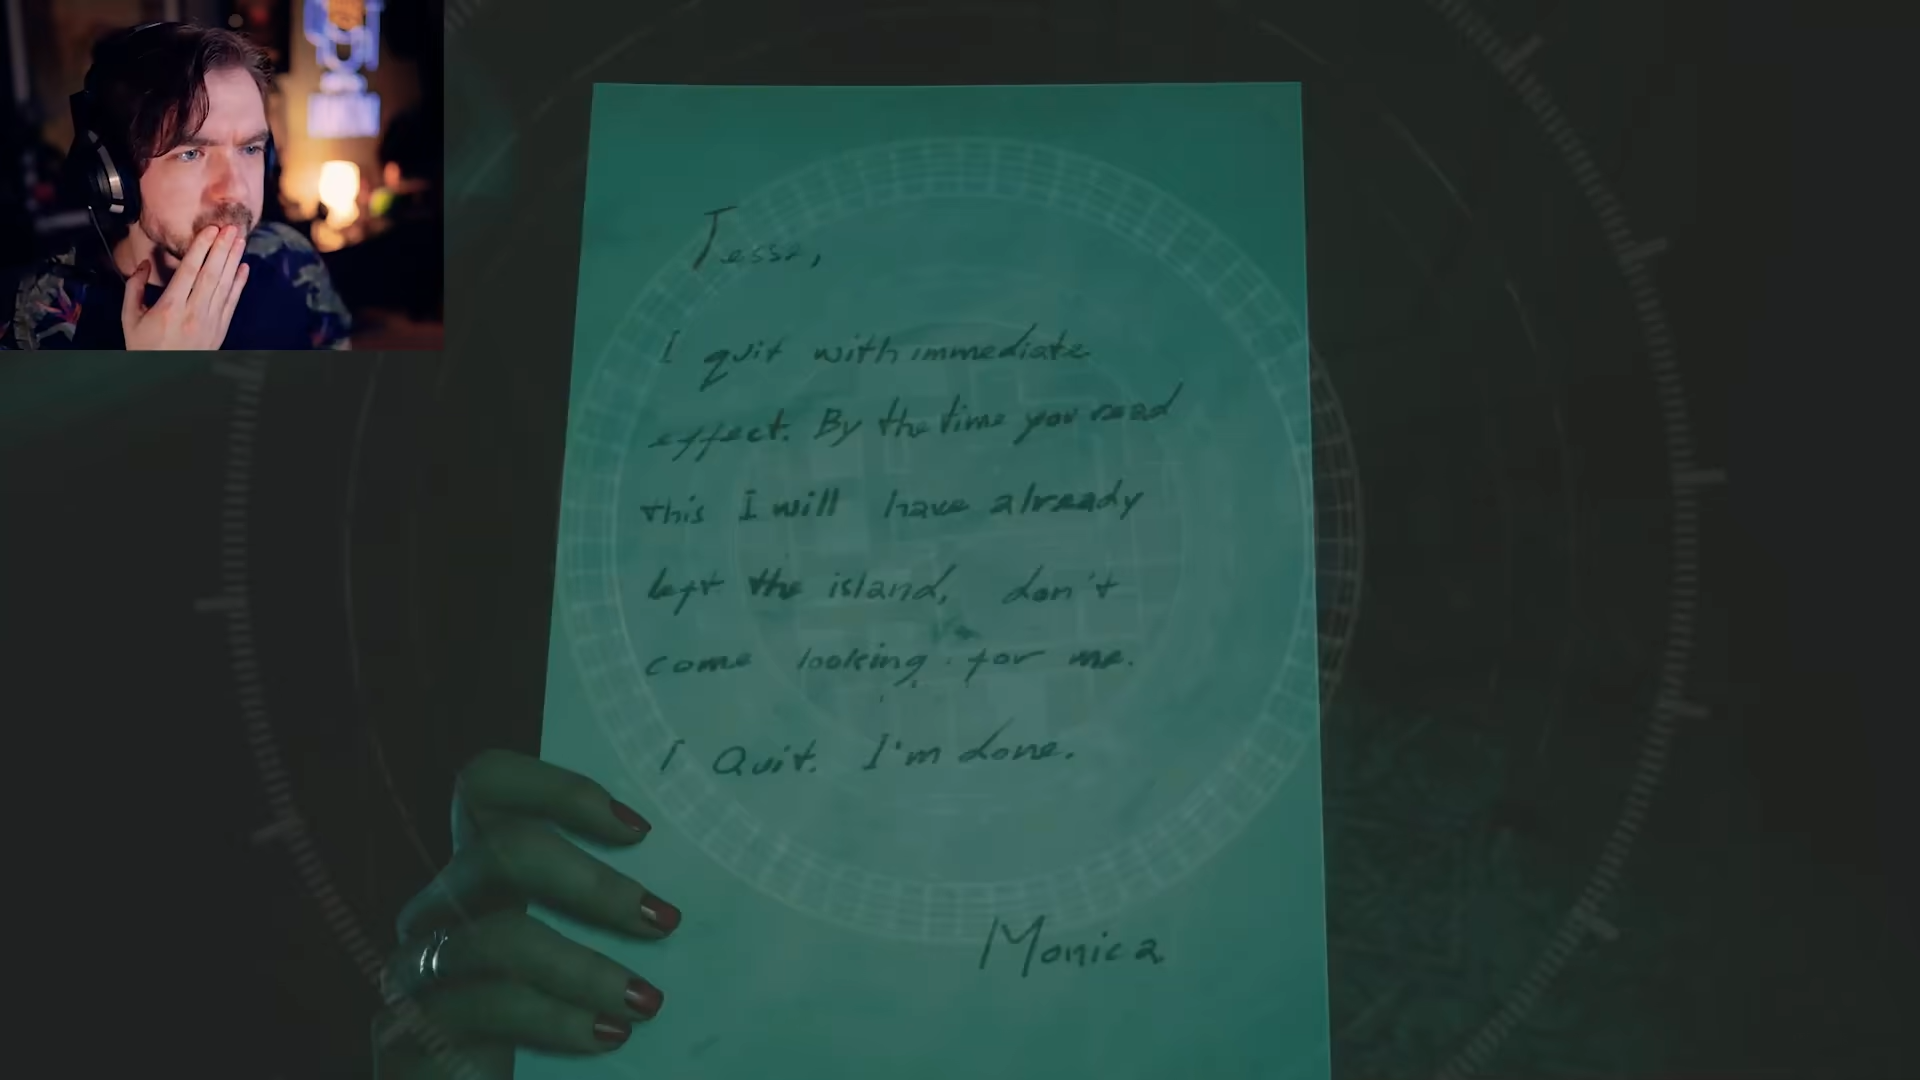 Tessa,
I quit with immediate
effect. By the time you read
this I will have already
left the island, don't
come looking for me.
I Quit. I'm done.
Monica